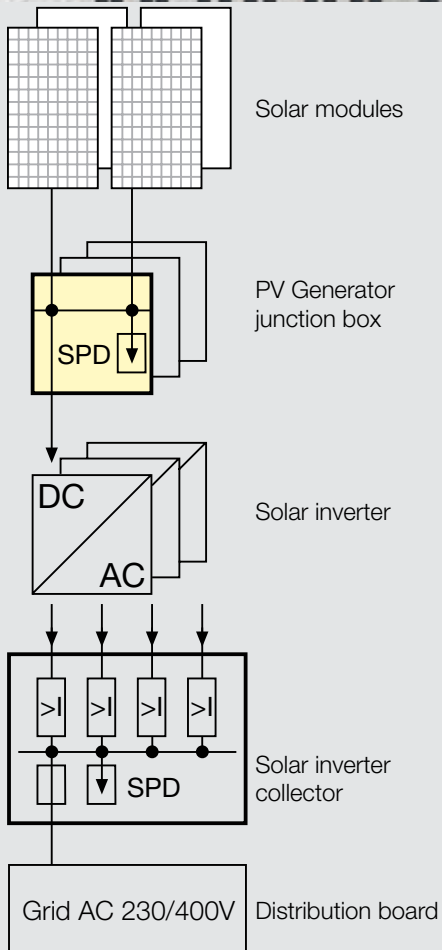 Solar modules
PV Generator
junction box
SPD
DC
AC
Solar inverter
>I >I >I >I
SPD
Solar inverter
collector
Grid AC 230/400V
Distribution board